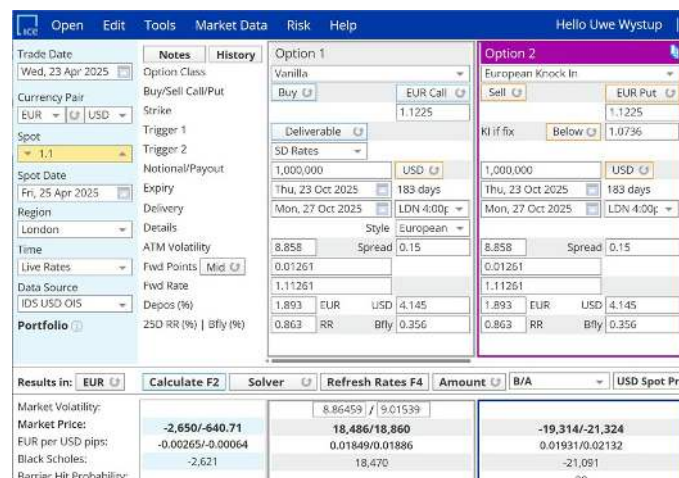 ICE Open Edit Tools Market Data Risk Help Hello Uwe Wystup
Trade Date Notes History Option 1 Option 2
Wed, 23 Apr 2025 Option Class Vanilla European Knock In
Currency Pair Buy/Sell Call/Put Buy EUR Call Sell EUR Put
EUR USD Strike 1.1225 1.1225
Spot Trigger 1 Deliverable KI if fix Below 1.0736
1.1 Trigger 2 SD Rates
Spot Date Notional/Payout 1,000,000 USD 1,000,000 USD
Fri, 25 Apr 2025 Expiry Thu, 23 Oct 2025 183 days Thu, 23 Oct 2025 183 days
Region Delivery Mon, 27 Oct 2025 LDN 4:00p Mon, 27 Oct 2025 LDN 4:00p
London Details Style European
Time ATM Volatility 8.858 Spread 0.15 8.858 Spread 0.15
Live Rates Fwd Points Mid 0.01261 0.01261
Data Source Fwd Rate 1.11261 1.11261
IDS USD OIS Depos (%) 1.893 EUR USD 4.145 1.893 EUR USD 4.145
Portfolio 25D RR (%) | Bfly (%) 0.863 RR Bfly 0.356 0.863 RR Bfly 0.356
Results in: EUR Calculate F2 Solver Refresh Rates F4 Amount B/A USD Spot Pr
Market Volatility: 8.86459 / 9.01539
Market Price: -2,650/-640.71 18,486/18,860 -19,314/-21,324
EUR per USD pips: -0.00265/-0.00064 0.01849/0.01886 0.01931/0.02132
Black Scholes: -2,621 18,470 -21,091
Barrier Hit Probability: